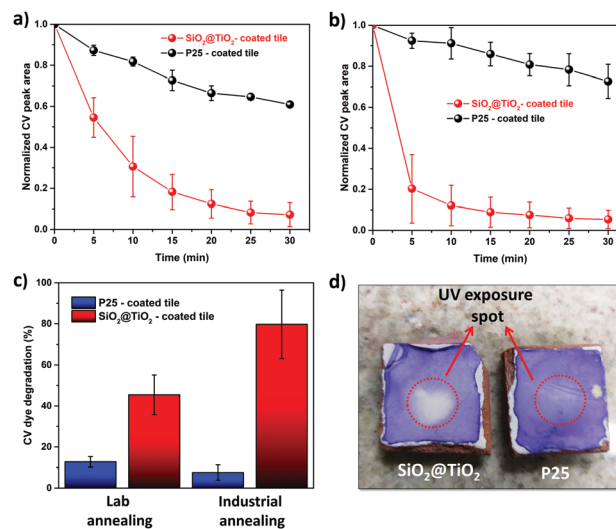 a)
SiO₂@TiO₂- coated tile
P25 - coated tile
Normalized CV peak area
1.0
0.8
0.6
0.4
0.2
0.0
0 5 10 15 20 25 30
Time (min)
b)
SiO₂@TiO₂ - coated tile
P25 - coated tile
Normalized CV peak area
1.0
0.8
0.6
0.4
0.2
0.0
0 5 10 15 20 25 30
Time (min)
c)
P25 - coated tile
SiO₂@TiO₂ - coated tile
CV dye degradation (%)
100
80
60
40
20
0
Lab
annealing
Industrial
annealing
d)
UV exposure
spot
SiO₂@TiO₂
P25